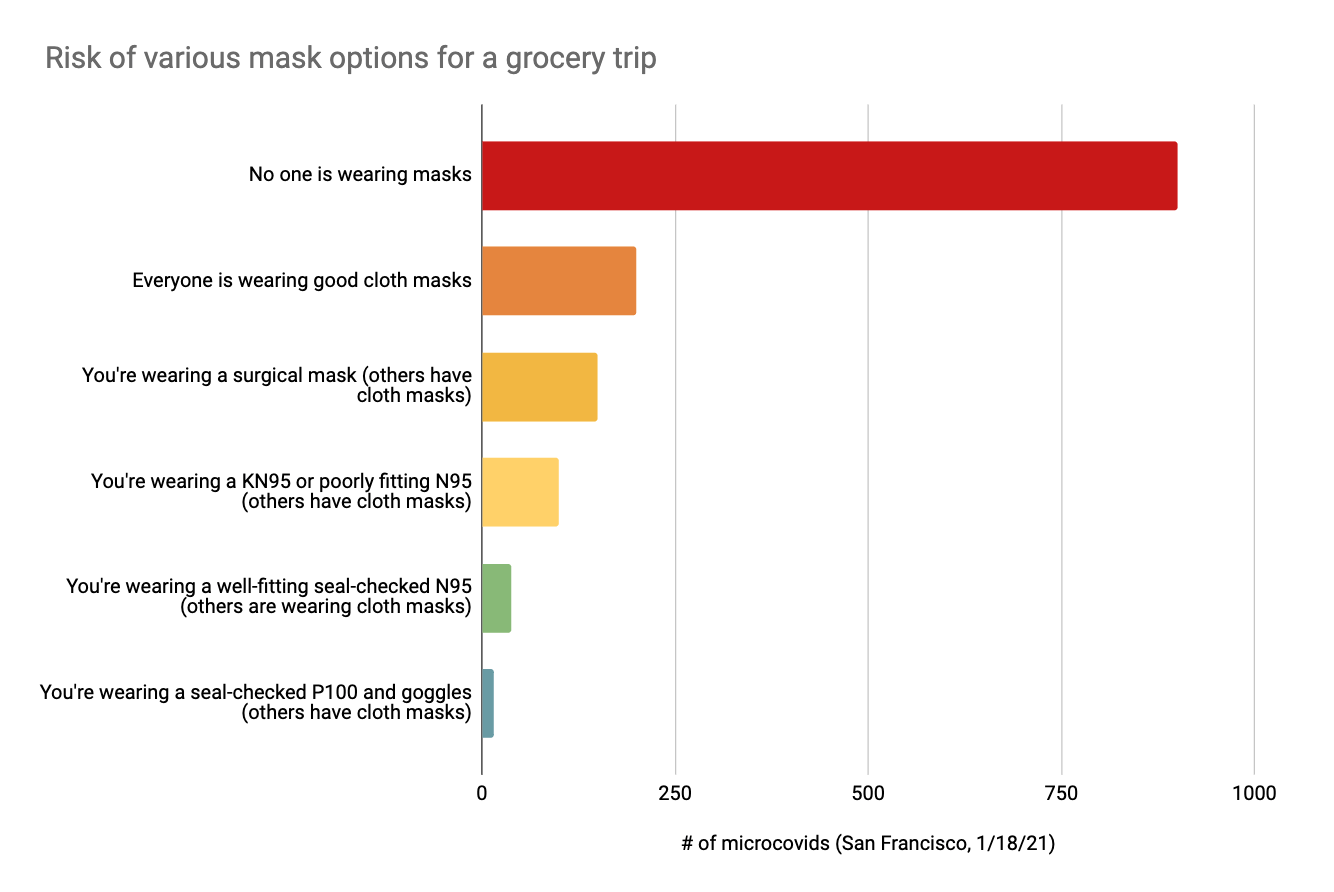 Risk of various mask options for a grocery trip
No one is wearing masks
Everyone is wearing good cloth masks
You're wearing a surgical mask (others have
cloth masks)
You're wearing a KN95 or poorly fitting N95
(others have cloth masks)
You're wearing a well-fitting seal-checked N95
(others are wearing cloth masks)
You're wearing a seal-checked P100 and goggles
(others have cloth masks)
0 250 500 750 1000
# of microcovids (San Francisco, 1/18/21)